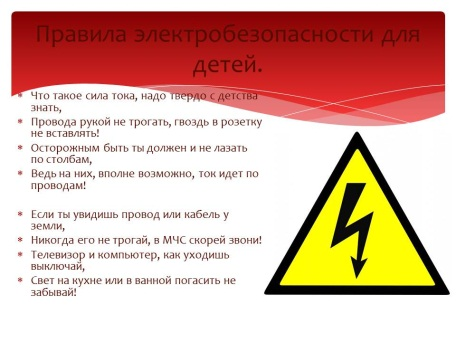 Правила электробезопасности для
детей.
Что такое сила тока, надо твердо с детства
знать,
Провода рукой не трогать, гвоздь в розетку
не вставлять!
Осторожным быть ты должен и не лазать
по столбам,
Ведь на них, вполне возможно, ток идет по
проводам!
Если ты увидишь провод или кабель у
земли,
Никогда его не трогай, в МЧС скорей звони!
Телевизор и компьютер, как уходишь
выключай,
Свет на кухне или в ванной погасить не
забывай!